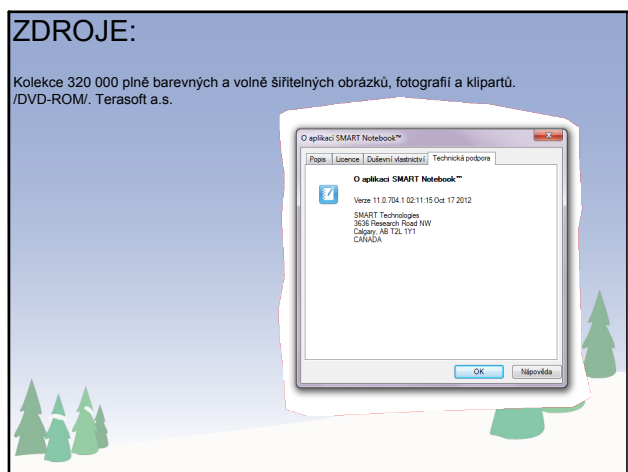 ZDROJE:
Kolekce 320 000 plně barevných a volně šiřitelných obrázků, fotografií a klipartů.
/DVD-ROM/. Terasoft a.s.
O aplikaci SMART Notebook™
Popis Licence Duševní vlastnictví Technická podpora
O aplikaci SMART Notebook™
Verze 11.0.704.1 02:11:15 Oct 17 2012
SMART Technologies
3636 Research Road NW
Calgary, AB T2L 1Y1
CANADA
OK Nápověda